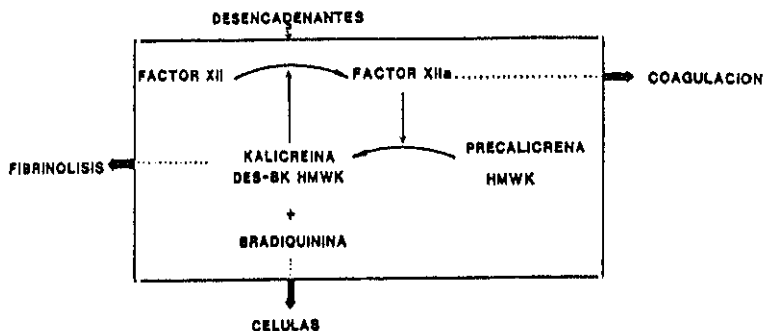 DESENCADENANTES
FACTOR XII
FACTOR XIIa
COAGULACION
FIBRINOLISIS
KALICREINA
DES-BK HMWK
PRECALICRENA
HMWK
+
BRADIQUININA
CELULAS